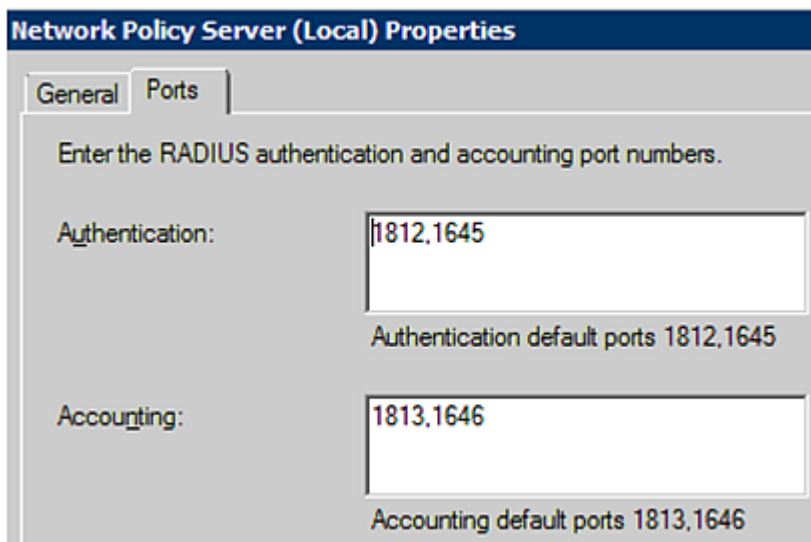 Network Policy Server (Local) Properties
General Ports
Enter the RADIUS authentication and accounting port numbers.
Authentication: 1812,1645
Authentication default ports 1812,1645
Accounting: 1813,1646
Accounting default ports 1813,1646